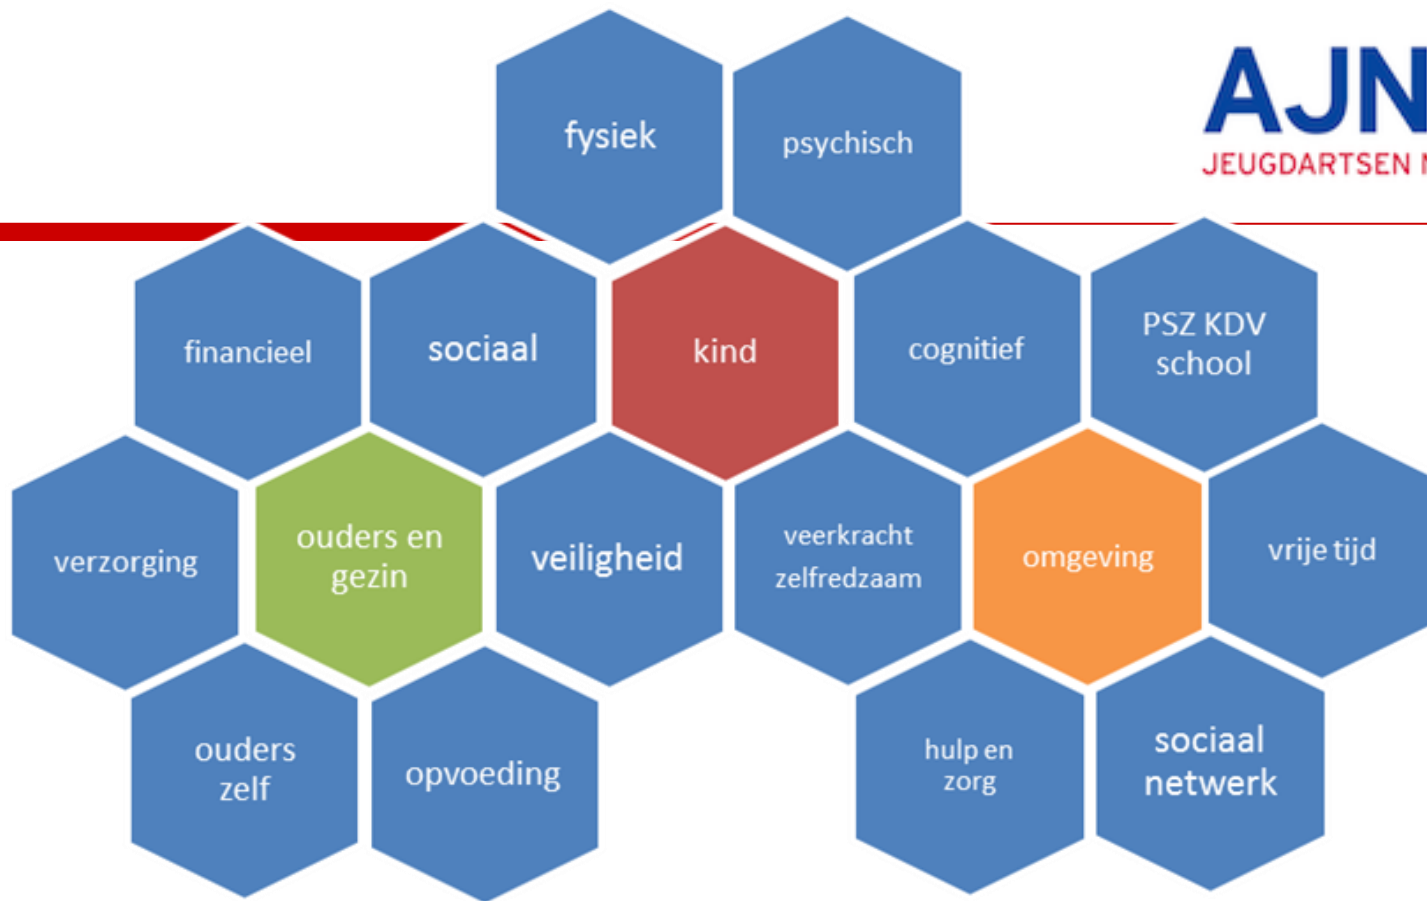 fysiek
psychisch
AJN
JEUGDARTSEN
financieel
sociaal
kind
cognitief
PSZ KDV
school
verzorging
ouders en
gezin
veiligheid
veerkracht
zelfredzaam
omgeving
vrije tijd
ouders
zelf
opvoeding
hulp en
zorg
sociaal
netwerk